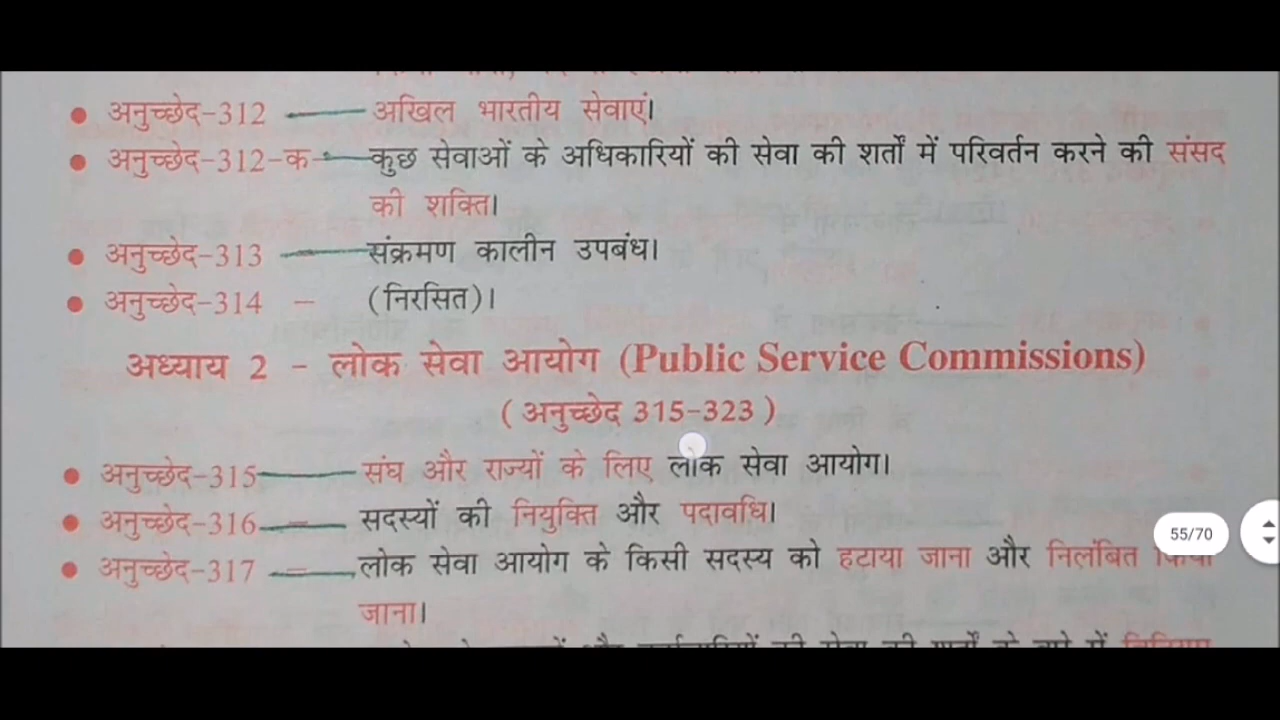 • अनुच्छेद-312 — अखिल भारतीय सेवाएं।
• अनुच्छेद-312-क — कुछ सेवाओं के अधिकारियों की सेवा की शर्तों में परिवर्तन करने की संसद
की शक्ति।
• अनुच्छेद-313 — संक्रमण कालीन उपबंध।
• अनुच्छेद-314 – (निरसित)।
अध्याय 2 - लोक सेवा आयोग (Public Service Commissions)
( अनुच्छेद 315-323 )
• अनुच्छेद-315 — संघ और राज्यों के लिए लोक सेवा आयोग।
• अनुच्छेद-316 — सदस्यों की नियुक्ति और पदावधि।
55/70
• अनुच्छेद-317 — लोक सेवा आयोग के किसी सदस्य को हटाया जाना और निलंबित किया
जाना।